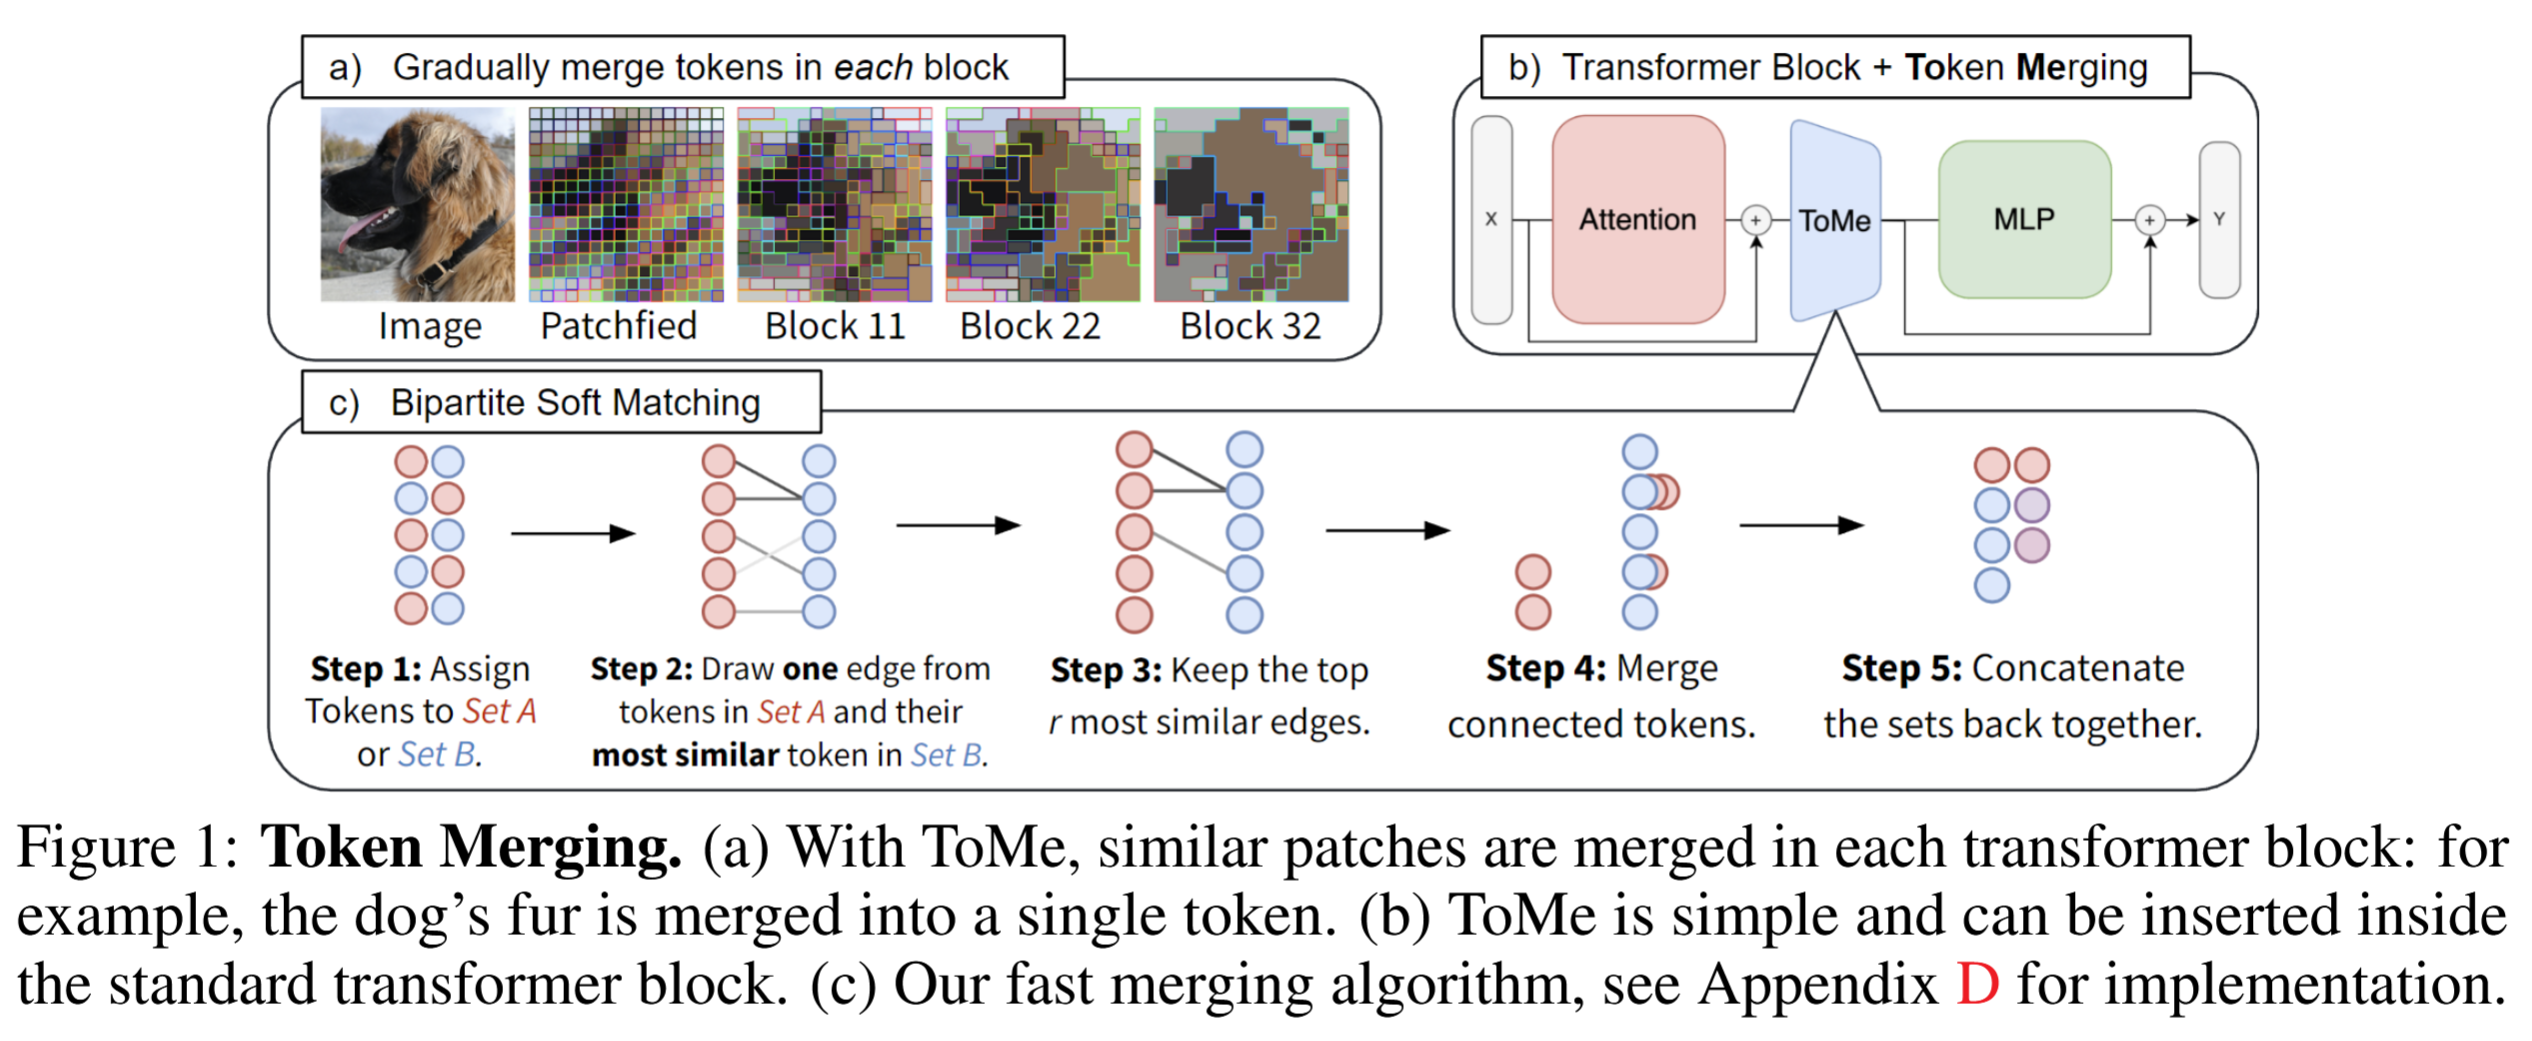 a) Gradually merge tokens in each block
Image
Patchfied
Block 11
Block 22
Block 32
b) Transformer Block + Token Merging
X
Attention
+
ToMe
MLP
+
Y
c) Bipartite Soft Matching
Step 1: Assign
Tokens to Set A
or Set B.
Step 2: Draw one edge from
tokens in Set A and their
most similar token in Set B.
Step 3: Keep the top
r most similar edges.
Step 4: Merge
connected tokens.
Step 5: Concatenate
the sets back together.
Figure 1: Token Merging. (a) With ToMe, similar patches are merged in each transformer block: for
example, the dog's fur is merged into a single token. (b) ToMe is simple and can be inserted inside
the standard transformer block. (c) Our fast merging algorithm, see Appendix D for implementation.